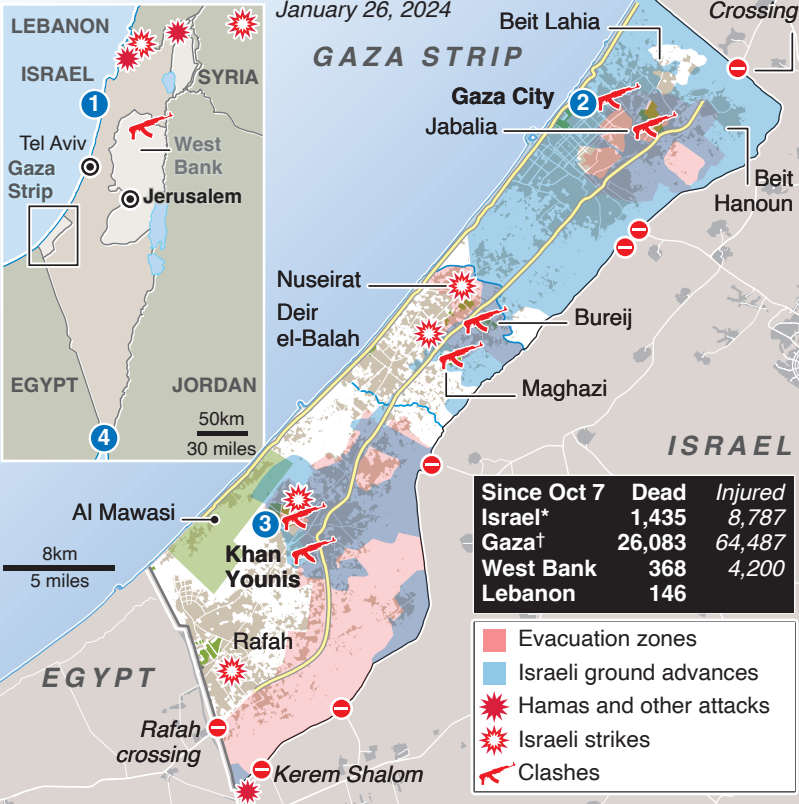 January 26, 2024
Crossing
LEBANON
ISRAEL
SYRIA
1
Tel Aviv
Gaza
Strip
West
Bank
Jerusalem
EGYPT
JORDAN
50km
30 miles
4
GAZA STRIP
Beit Lahia
Gaza City
2
Jabalia
Beit
Hanoun
Nuseirat
Deir
el-Balah
Bureij
Maghazi
ISRAEL
Al Mawasi
3
Khan
Younis
8km
5 miles
Rafah
EGYPT
Rafah
crossing
Kerem Shalom
Since Oct 7 Dead Injured
Israel* 1,435 8,787
Gaza† 26,083 64,487
West Bank 368 4,200
Lebanon 146
Evacuation zones
Israeli ground advances
Hamas and other attacks
Israeli strikes
Clashes